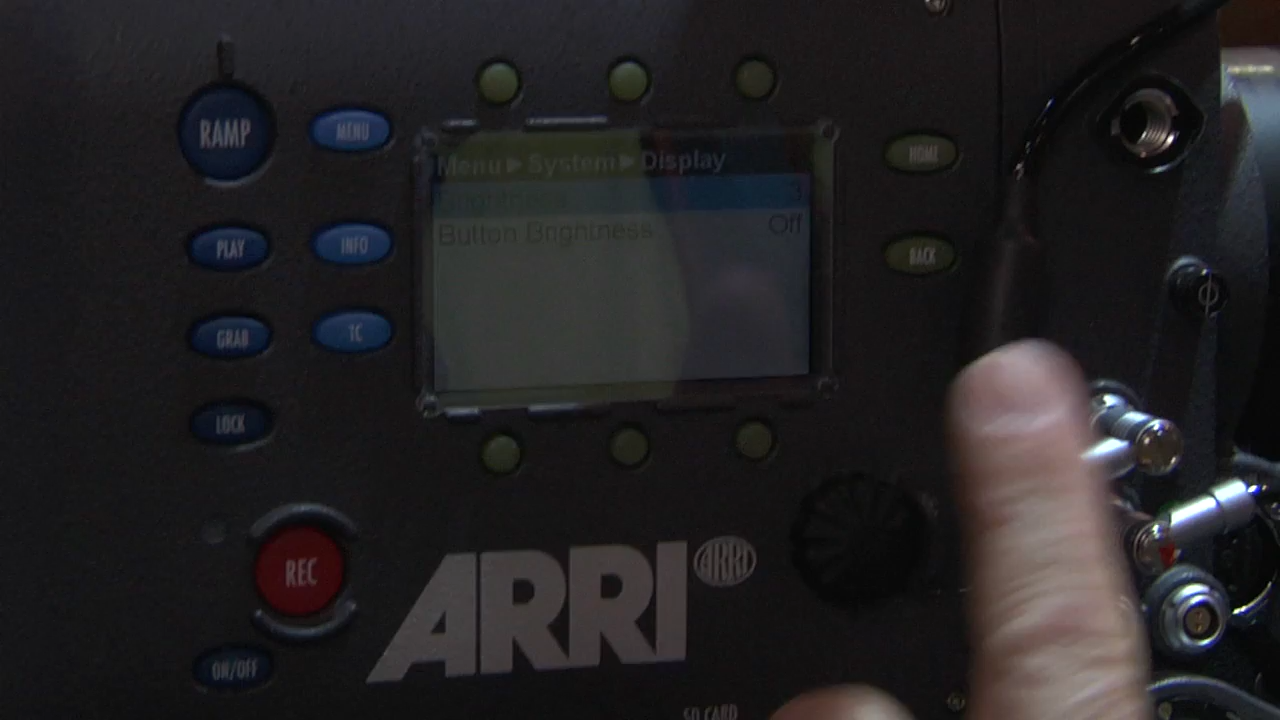 RAMP
MENU
HOME
Menu ▶ System ▶ Display
Brightness 3
Button Brightness Off
PLAY
INFO
BACK
GRAB
TC
LOCK
REC
ARRI ARRI
ON/OFF
SD CARD